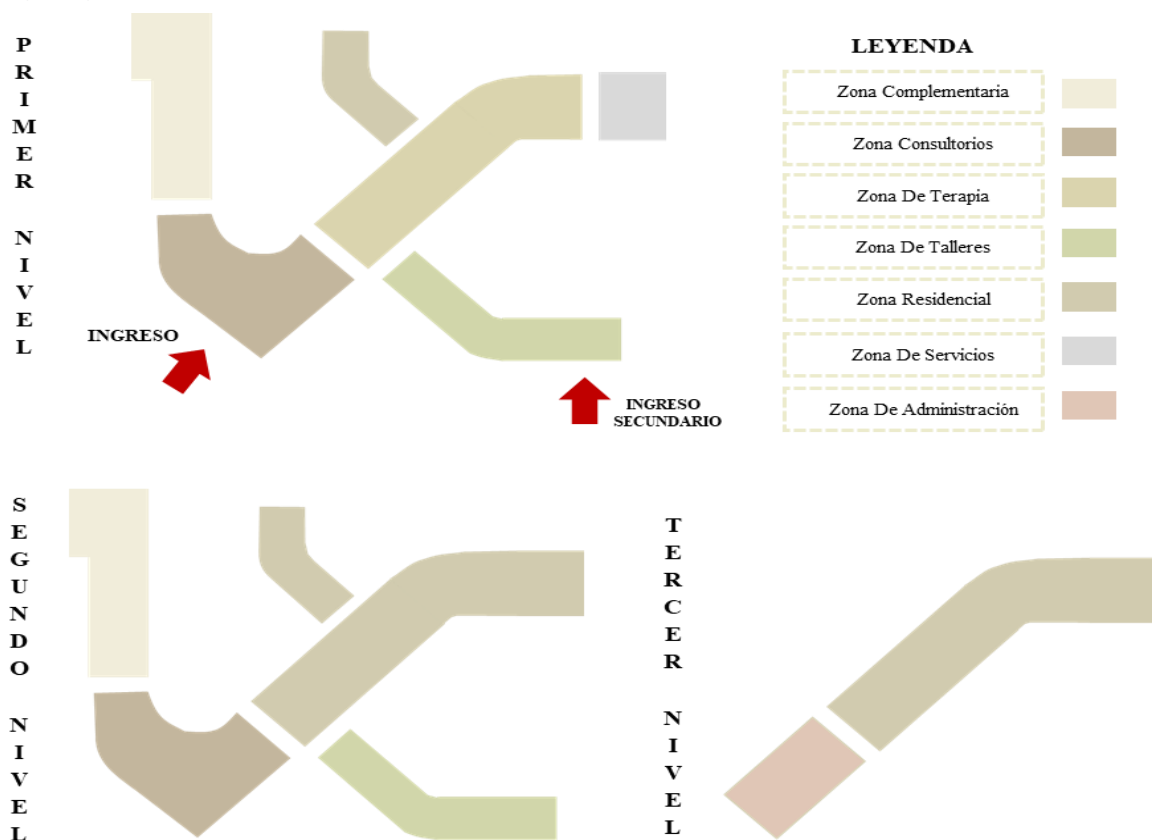 PRIMER NIVEL
INGRESO
INGRESO
SECUNDARIO
LEYENDA
Zona Complementaria
Zona Consultorios
Zona De Terapia
Zona De Talleres
Zona Residencial
Zona De Servicios
Zona De Administración
SEGUNDO NIVEL
TERCER NIVEL